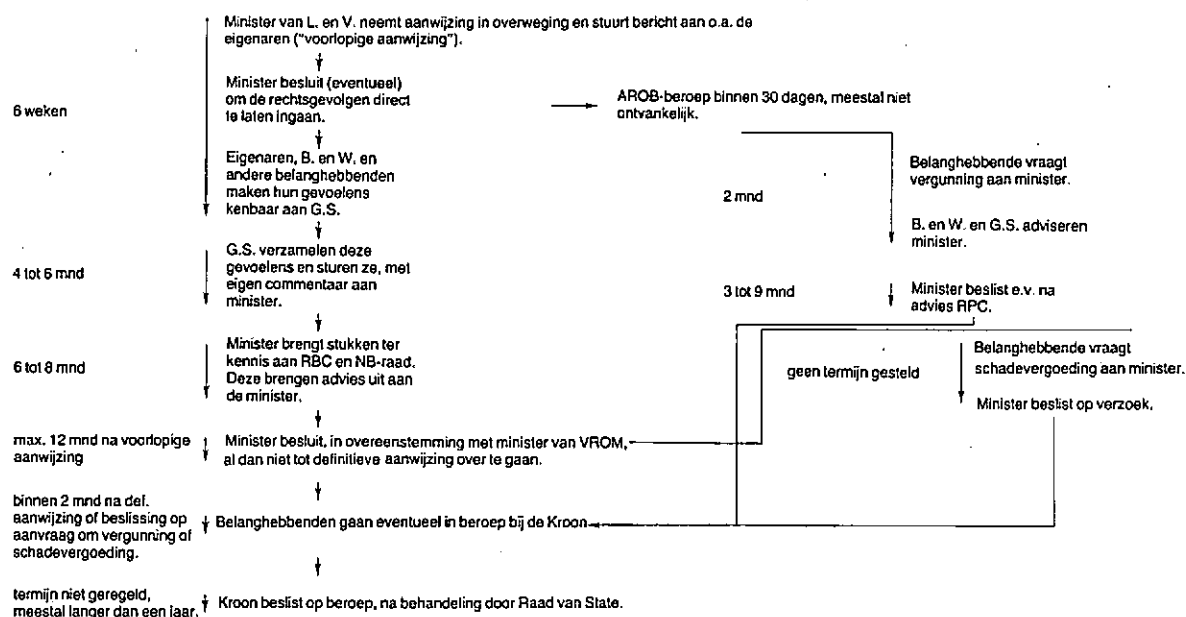 Minister van L. en V. neemt aanwijzing in overweging en stuurt bericht aan o.a. de
eigenaren ("voorlopige aanwijzing").
6 weken
Minister besluit (eventueel)
om de rechtsgevolgen direct
te laten ingaan.
AROB-beroep binnen 30 dagen, meestal niet
ontvankelijk.
Eigenaren, B. en W. en
andere belanghebbenden
maken hun gevoelens
kenbaar aan G.S.
2 mnd
Belanghebbende vraagt
vergunning aan minister.
B. en W. en G.S. adviseren
minister.
4 tot 6 mnd
G.S. verzamelen deze
gevoelens en sturen ze, met
eigen commentaar aan
minister.
3 tot 9 mnd
Minister beslist e.v. na
advies RPC.
6 tot 8 mnd
Minister brengt stukken ter
kennis aan RBC en NB-raad.
Deze brengen advies uit aan
de minister.
geen termijn gesteld
Belanghebbende vraagt
schadevergoeding aan minister.
Minister beslist op verzoek.
max. 12 mnd na voorlopige
aanwijzing
Minister besluit, in overeenstemming met minister van VROM,
al dan niet tot definitieve aanwijzing over te gaan.
binnen 2 mnd na def.
aanwijzing of beslissing op
aanvraag om vergunning of
schadevergoeding.
Belanghebbenden gaan eventueel in beroep bij de Kroon
termijn niet geregeld,
meestal langer dan een jaar.
Kroon beslist op beroep, na behandeling door Raad van State.